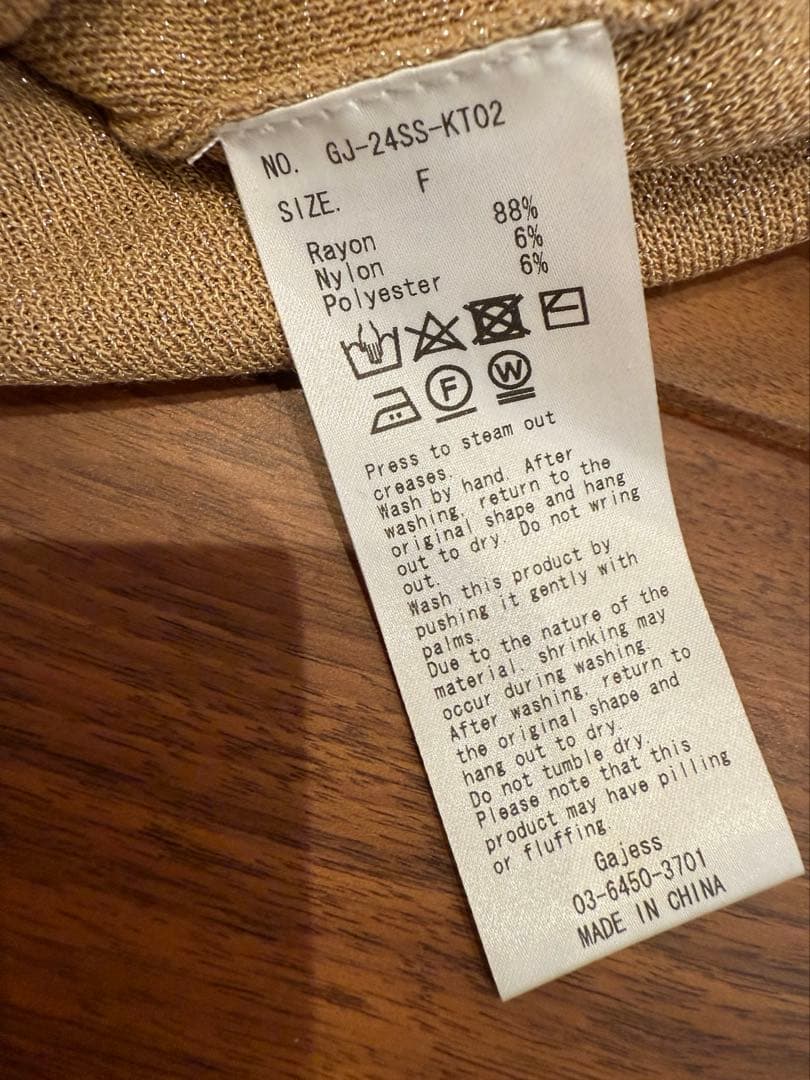 NO. GJ-24SS-KT02
SIZE. F
Rayon 88%
Nylon 6%
Polyester 6%
F W
Press to steam out
creases.
Wash by hand. After
washing, return to the
original shape and hang
out to dry. Do not wring
out.
Wash this product by
pushing it gently with
palms.
Due to the nature of the
material, shrinking may
occur during washing.
After washing, return to
the original shape and
hang out to dry.
Do not tumble dry.
Please note that this
product may have pilling
or fluffing.
Gajess
03-6450-3701
MADE IN CHINA